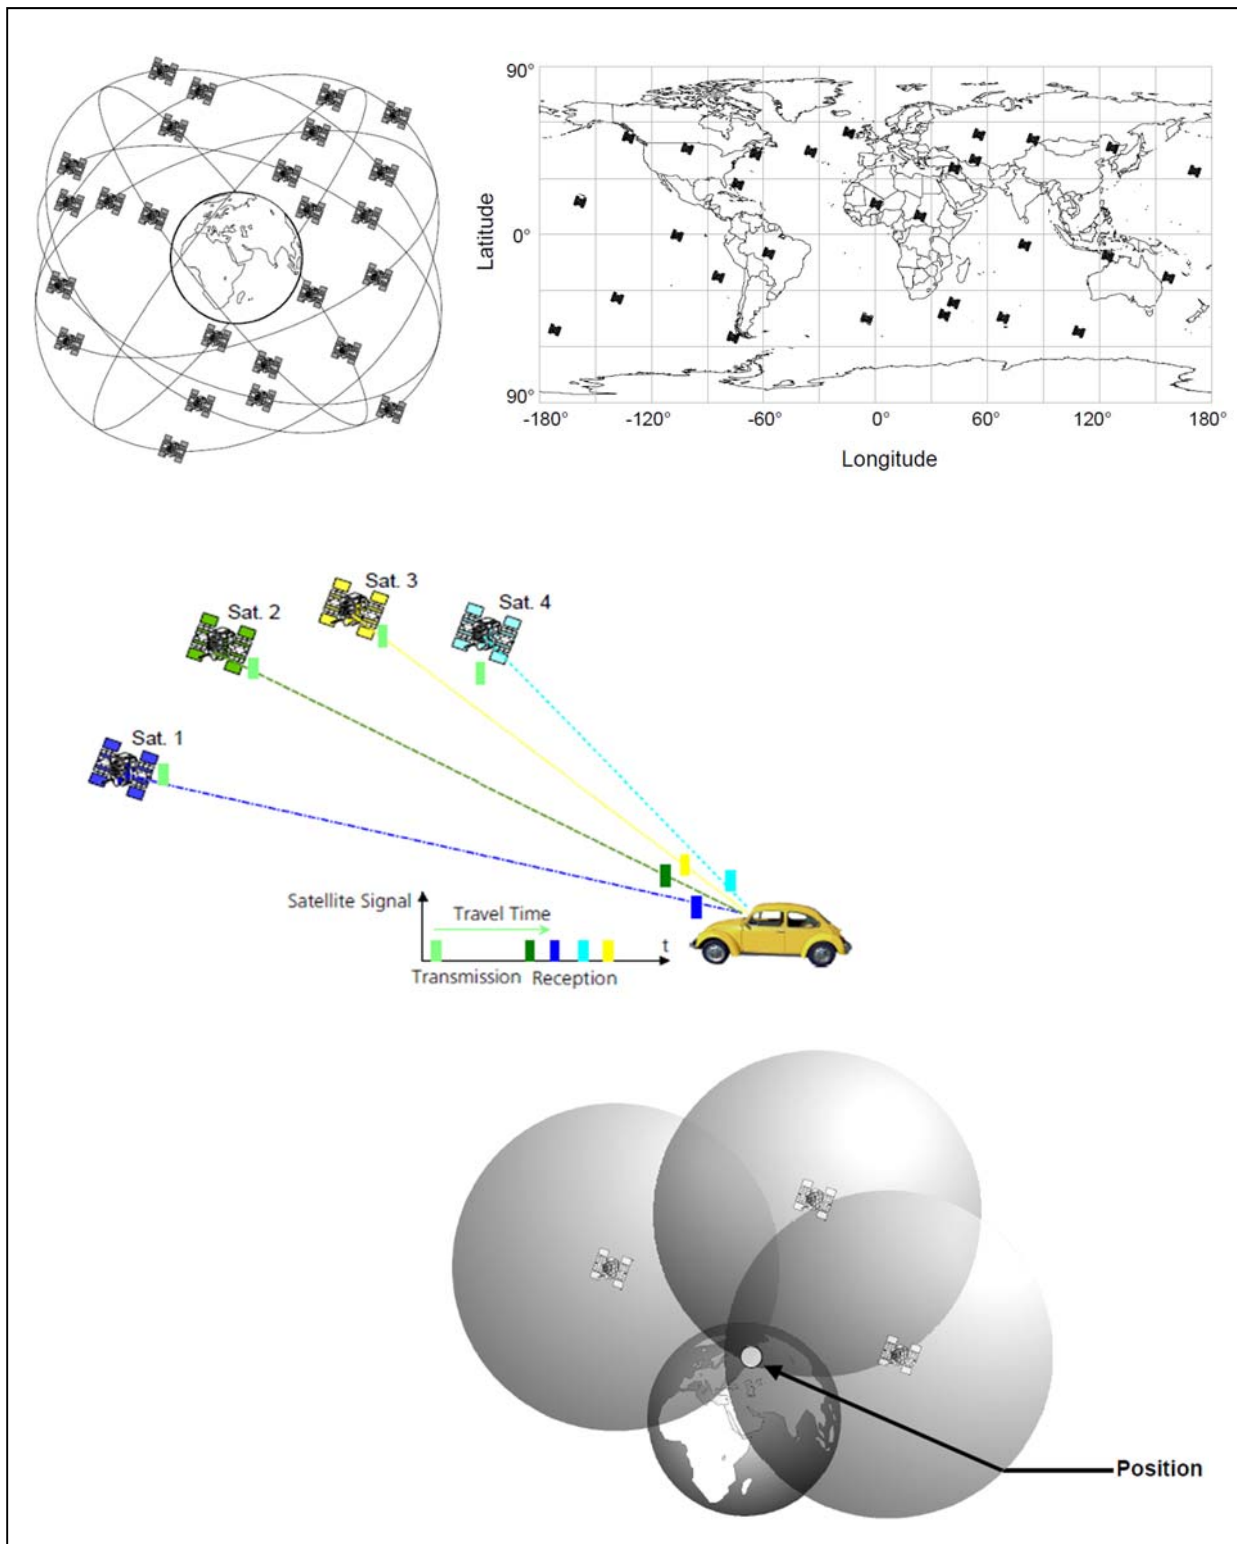 90°
Latitude
0°
90°
-180°
-120°
-60°
0°
60°
120°
180°
Longitude
Sat. 3
Sat. 2
Sat. 4
Sat. 1
Satellite Signal
Travel Time
t
Transmission
Reception
Position